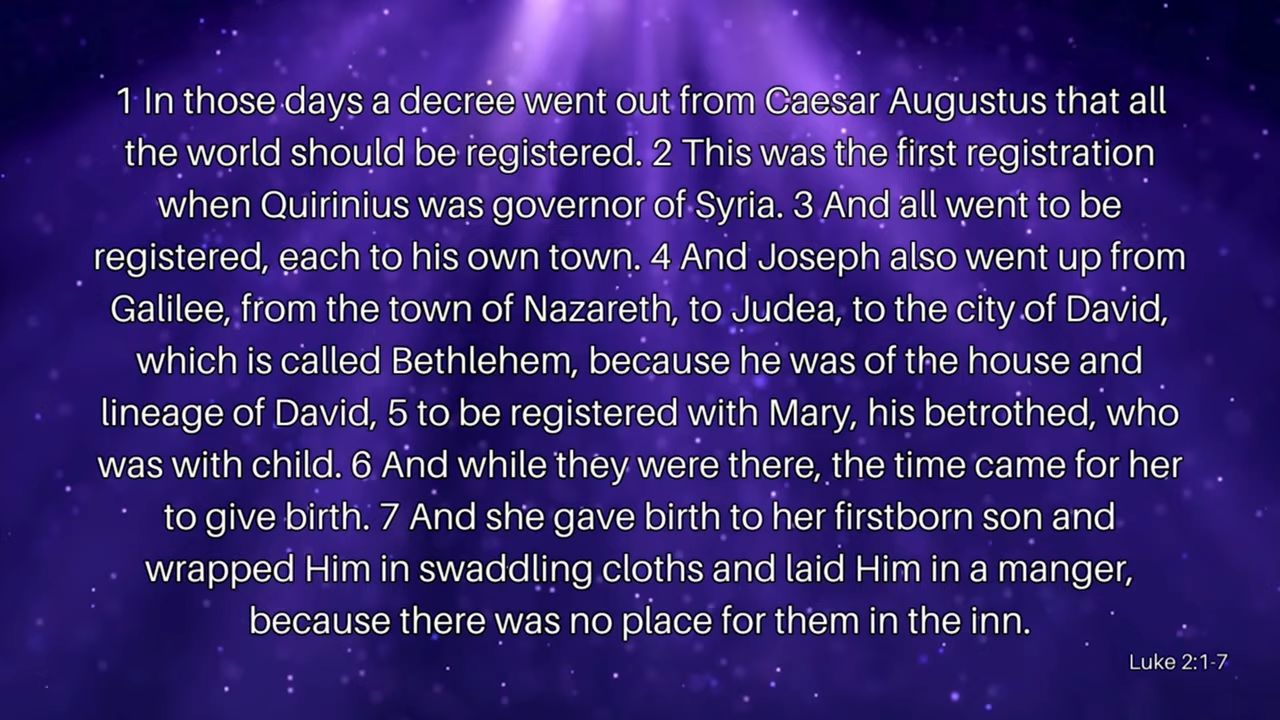 1 In those days a decree went out from Caesar Augustus that all
the world should be registered. 2 This was the first registration
when Quirinius was governor of Syria. 3 And all went to be
registered, each to his own town. 4 And Joseph also went up from
Galilee, from the town of Nazareth, to Judea, to the city of David,
which is called Bethlehem, because he was of the house and
lineage of David, 5 to be registered with Mary, his betrothed, who
was with child. 6 And while they were there, the time came for her
to give birth. 7 And she gave birth to her firstborn son and
wrapped Him in swaddling cloths and laid Him in a manger,
because there was no place for them in the inn.
Luke 2:1-7